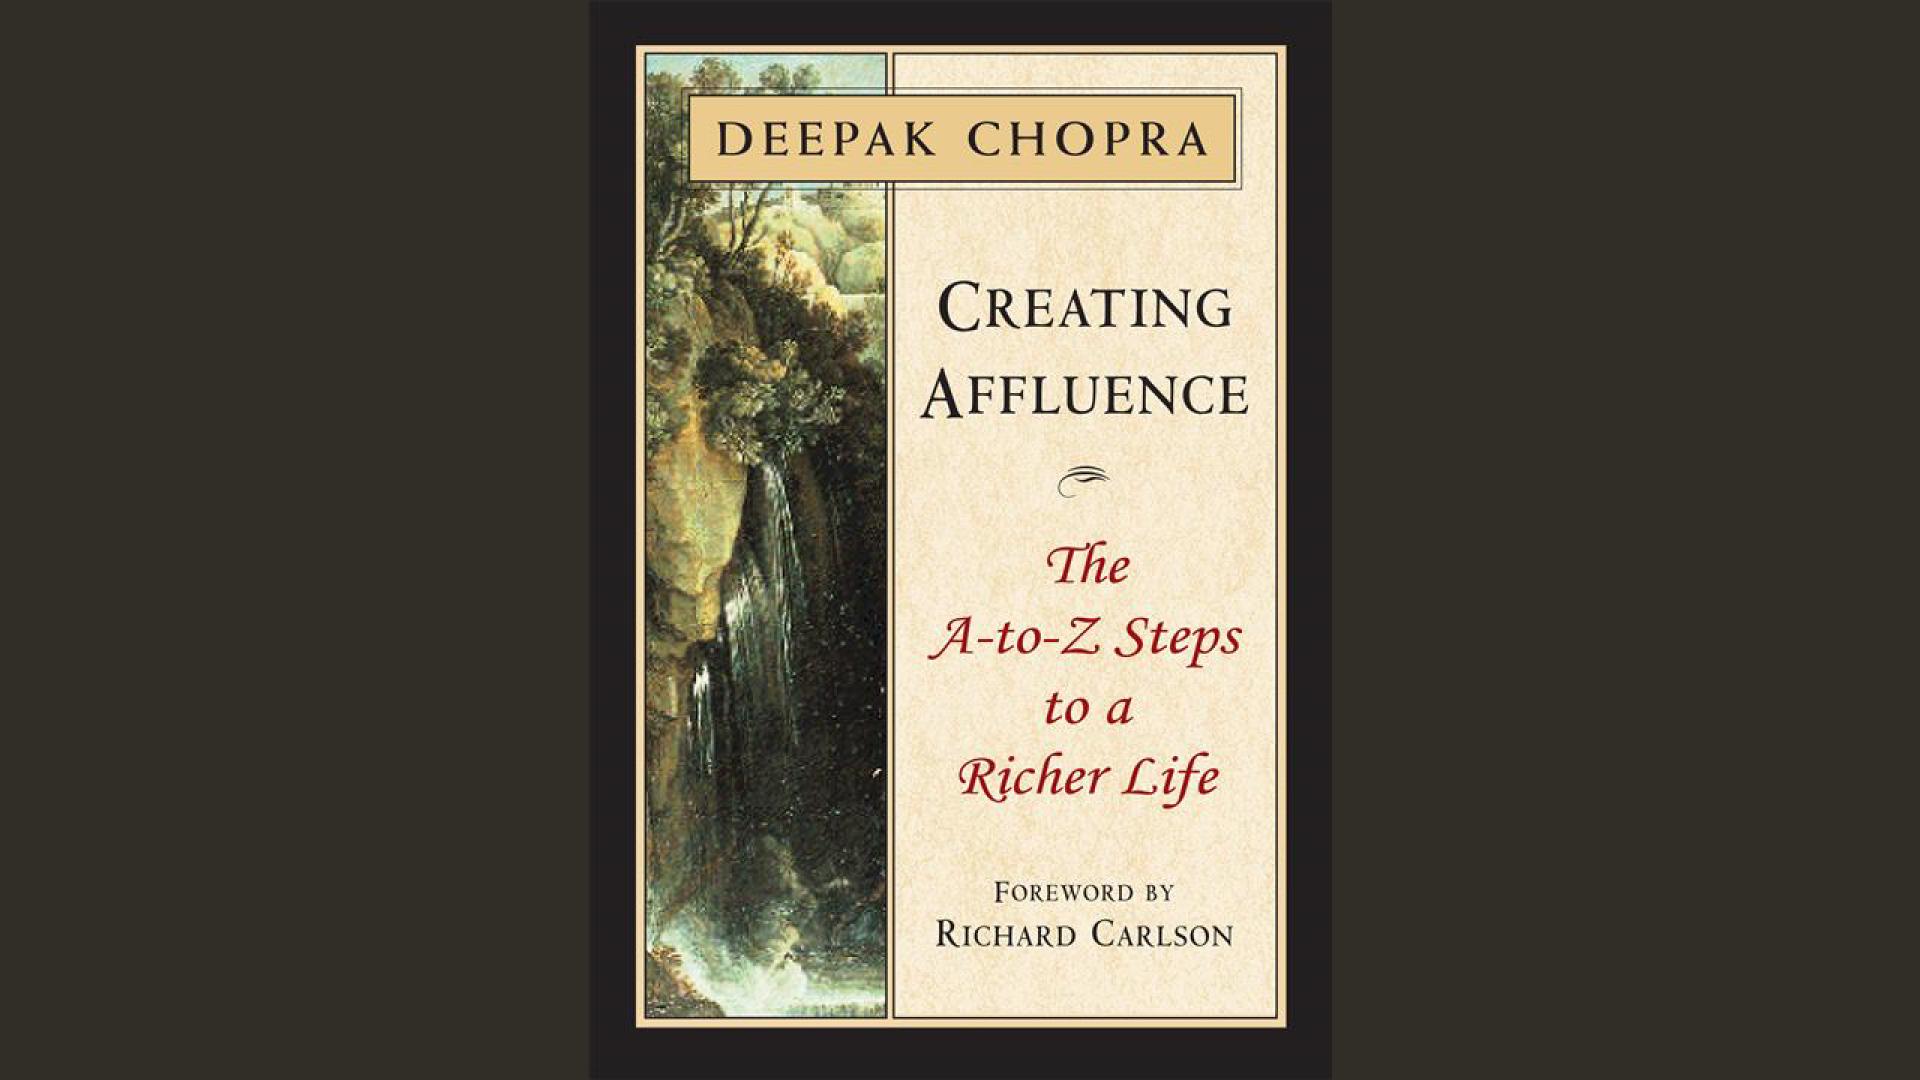 DEEPAK CHOPRA
CREATING
AFFLUENCE
The
A-to-Z Steps
to a
Richer Life
FOREWORD BY
RICHARD CARLSON